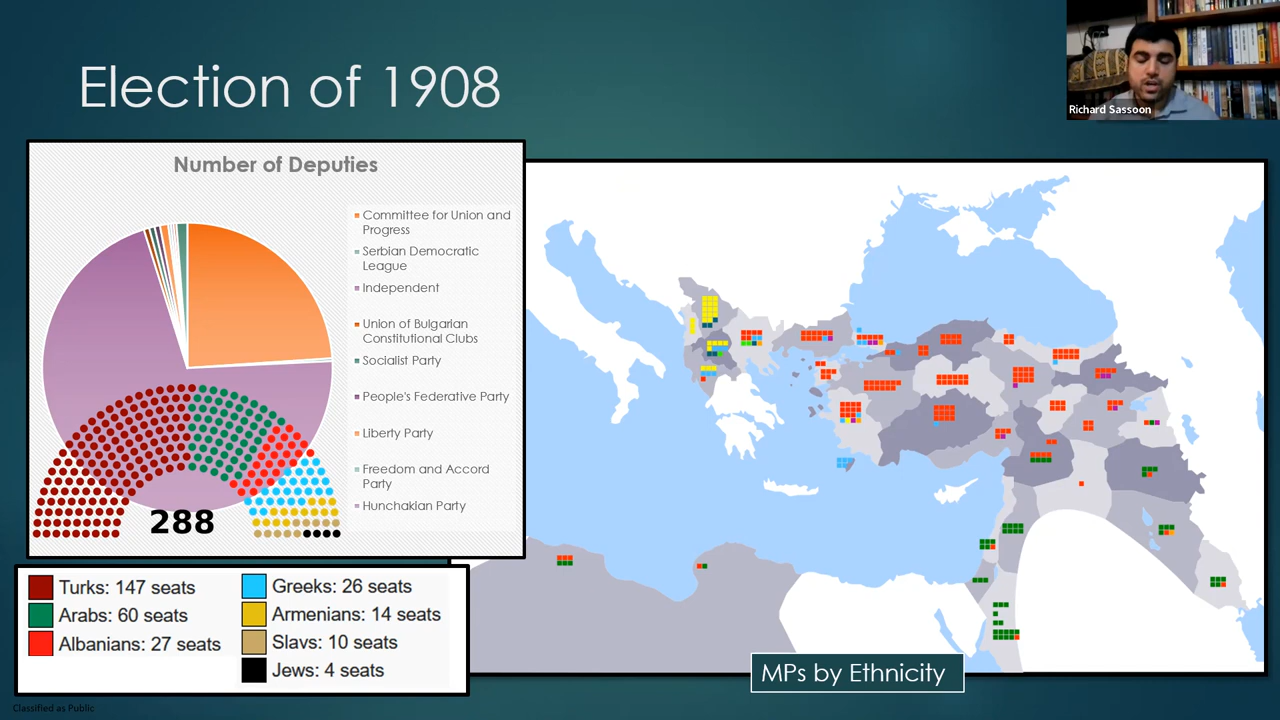 Election of 1908
Richard Sassoon
Number of Deputies
Committee for Union and
Progress
Serbian Democratic
League
Independent
Union of Bulgarian
Constitutional Clubs
Socialist Party
People's Federative Party
Liberty Party
Freedom and Accord
Party
Hunchakian Party
288
Turks: 147 seats
Arabs: 60 seats
Albanians: 27 seats
Greeks: 26 seats
Armenians: 14 seats
Slavs: 10 seats
Jews: 4 seats
MPs by Ethnicity
Classified as Public